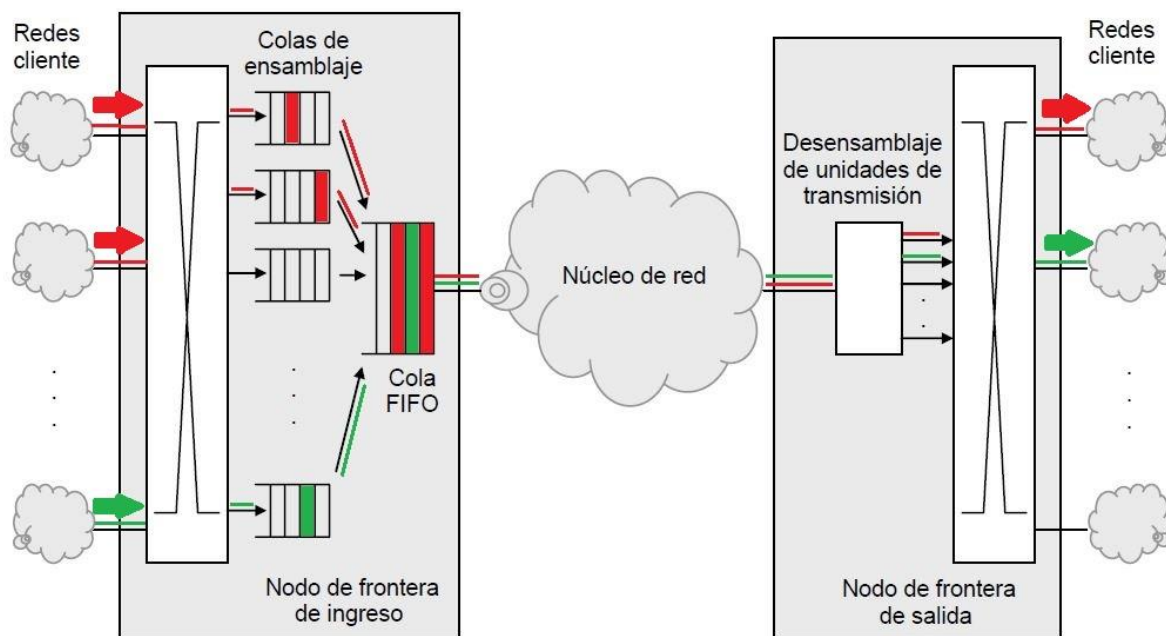 Redes
cliente
Colas de
ensamblaje
Cola
FIFO
Nodo de frontera
de ingreso
Núcleo de red
Desensamblaje
de unidades de
transmisión
Nodo de frontera
de salida
Redes
cliente